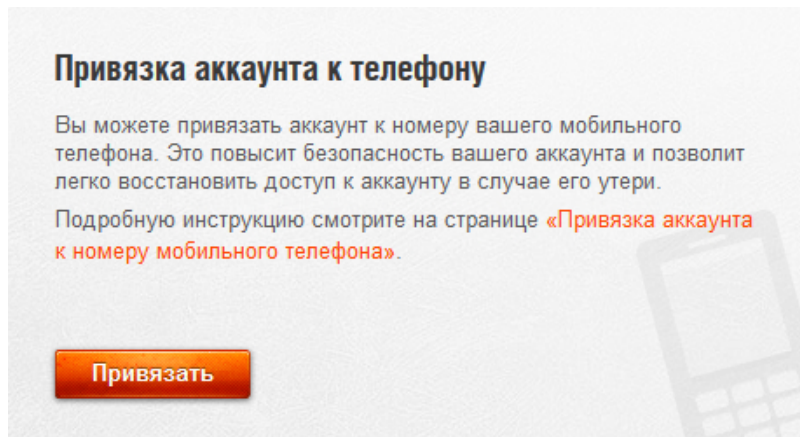 Привязка аккаунта к телефону
Вы можете привязать аккаунт к номеру вашего мобильного
телефона. Это повысит безопасность вашего аккаунта и позволит
легко восстановить доступ к аккаунту в случае его утери.
Подробную инструкцию смотрите на странице «Привязка аккаунта
к номеру мобильного телефона».
Привязать